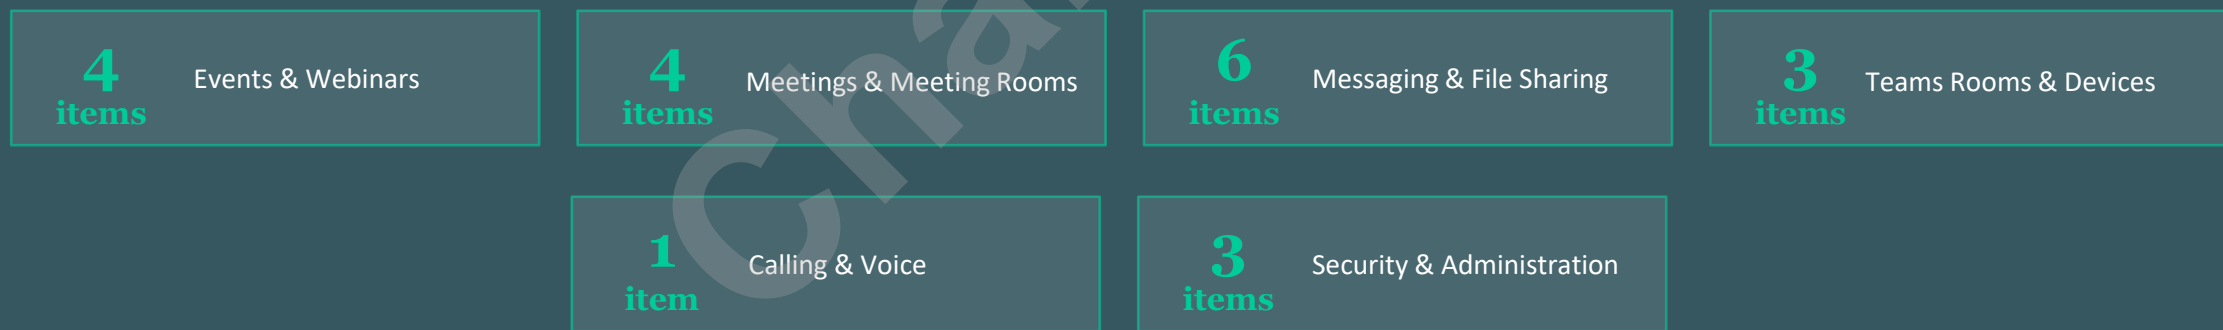 4
items
Events & Webinars
4
items
Meetings & Meeting Rooms
6
items
Messaging & File Sharing
3
items
Teams Rooms & Devices
1
item
Calling & Voice
3
items
Security & Administration
Cha